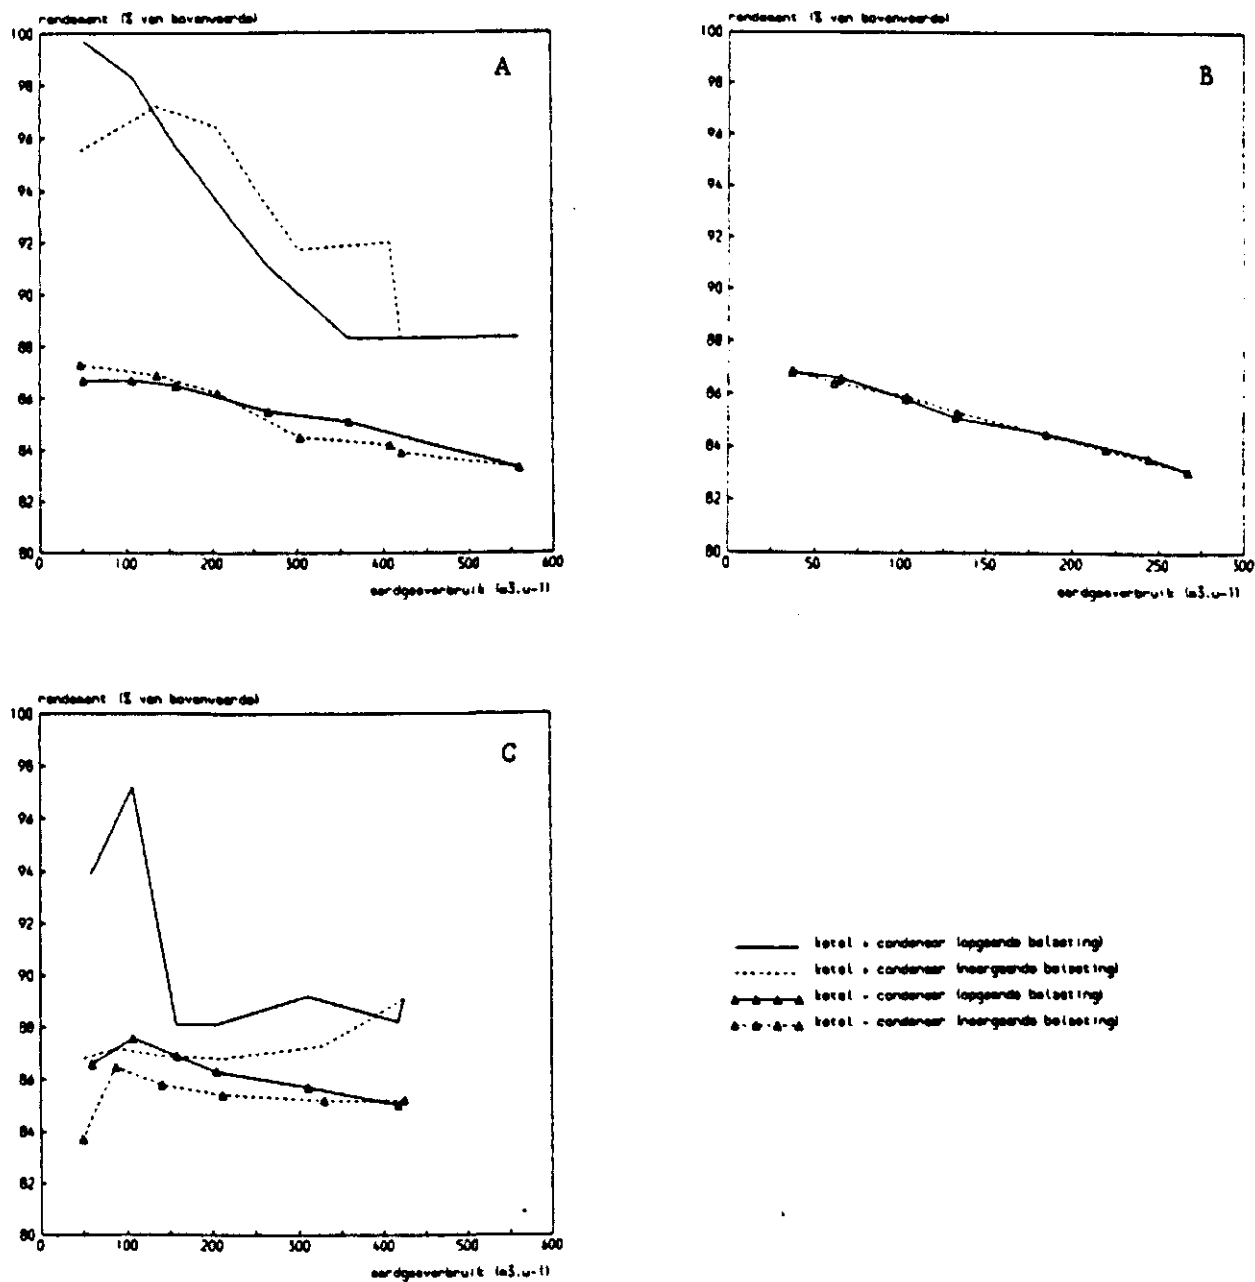 rendement (% van bovenwaarde)
A
100
98
96
94
92
90
88
86
84
82
80
0 100 200 300 400 500 600
aardgasverbruik (m3.u-1)
rendement (% van bovenwaarde)
B
100
98
96
94
92
90
88
86
84
82
80
50 100 150 200 250 300
aardgasverbruik (m3.u-1)
rendement (% van bovenwaarde)
C
100
98
96
94
92
90
88
86
84
82
80
0 100 200 300 400 500 600
aardgasverbruik (m3.u-1)
ketel + condensor (opgaande belasting)
ketel + condensor (neergaande belasting)
ketel - condensor (opgaande belasting)
ketel - condensor (neergaande belasting)